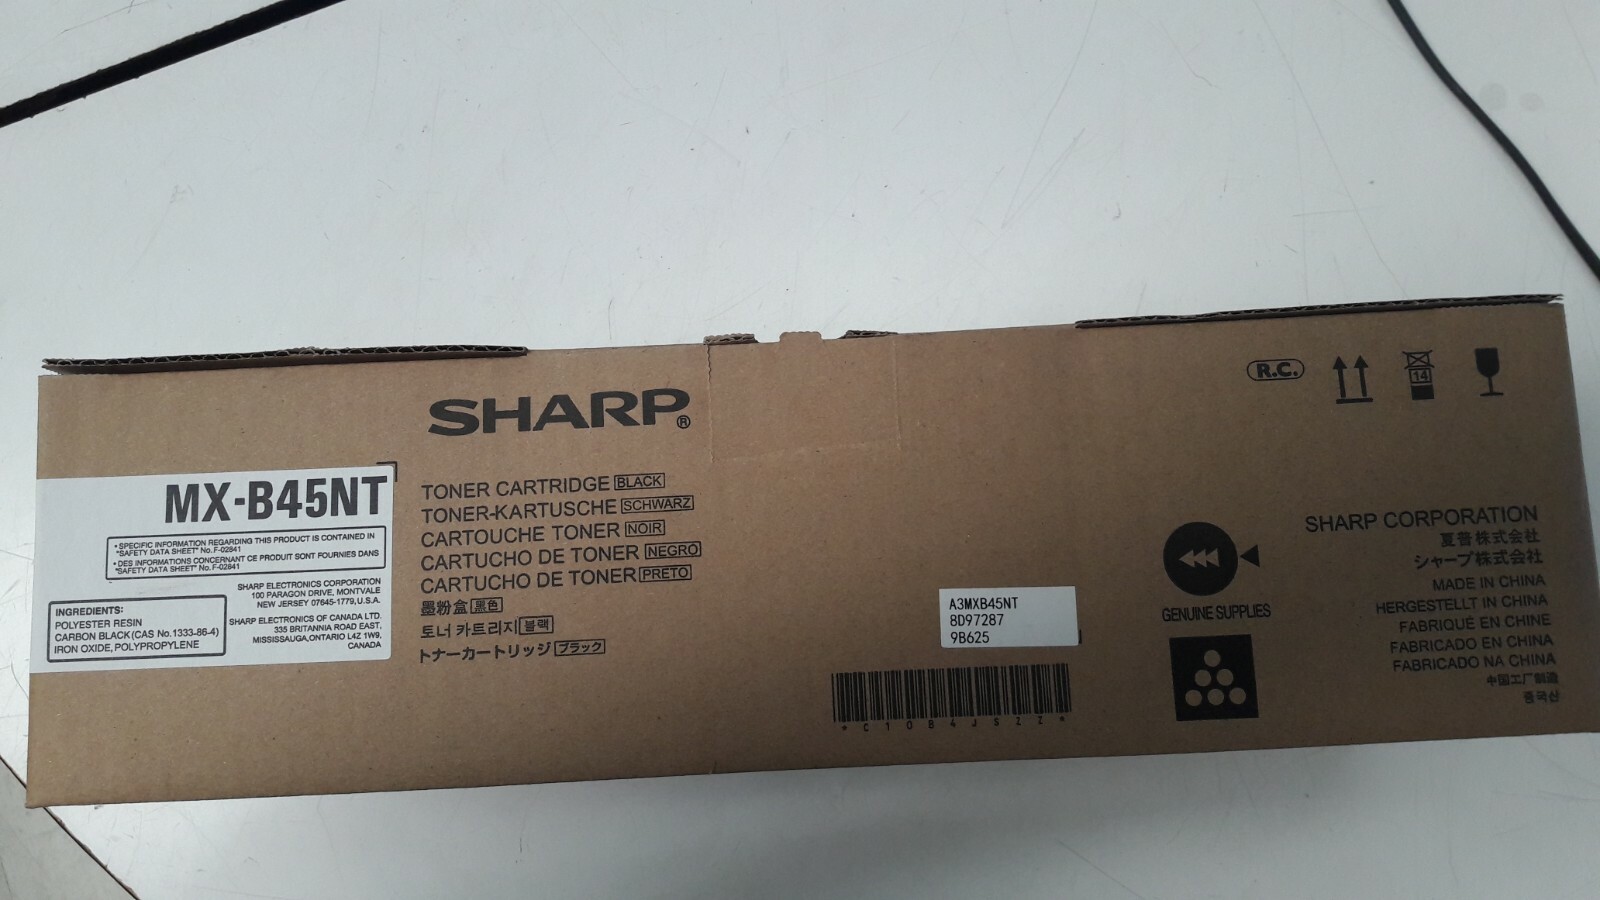 SHARP®
MX-B45NT
• SPECIFIC INFORMATION REGARDING THIS PRODUCT IS CONTAINED IN
"SAFETY DATA SHEET" No. F-02841
• DES INFORMATIONS CONCERNANT CE PRODUIT SONT FOURNIES DANS
"SAFETY DATA SHEET" No. F-02841
SHARP ELECTRONICS CORPORATION
100 PARAGON DRIVE, MONTVALE
NEW JERSEY 07645-1779, U.S.A.
SHARP ELECTRONICS OF CANADA LTD.
335 BRITANNIA ROAD EAST,
MISSISSAUGA, ONTARIO L4Z 1W9,
CANADA
INGREDIENTS:
POLYESTER RESIN
CARBON BLACK (CAS No.1333-86-4)
IRON OXIDE, POLYPROPYLENE
TONER CARTRIDGE BLACK
TONER-KARTUSCHE SCHWARZ
CARTOUCHE TONER NOIR
CARTUCHO DE TONER NEGRO
CARTUCHO DE TONER PRETO
墨粉盒 黑色
토너 카트리지 블랙
トナーカートリッジ ブラック
A3MXB45NT
8D97287
9B625
*C10B4JSZZ*
R.C.
14
GENUINE SUPPLIES
SHARP CORPORATION
夏普株式会社
シャープ株式会社
MADE IN CHINA
HERGESTELLT IN CHINA
FABRIQUÉ EN CHINE
FABRICADO EN CHINA
FABRICADO NA CHINA
中国工厂制造
중국산